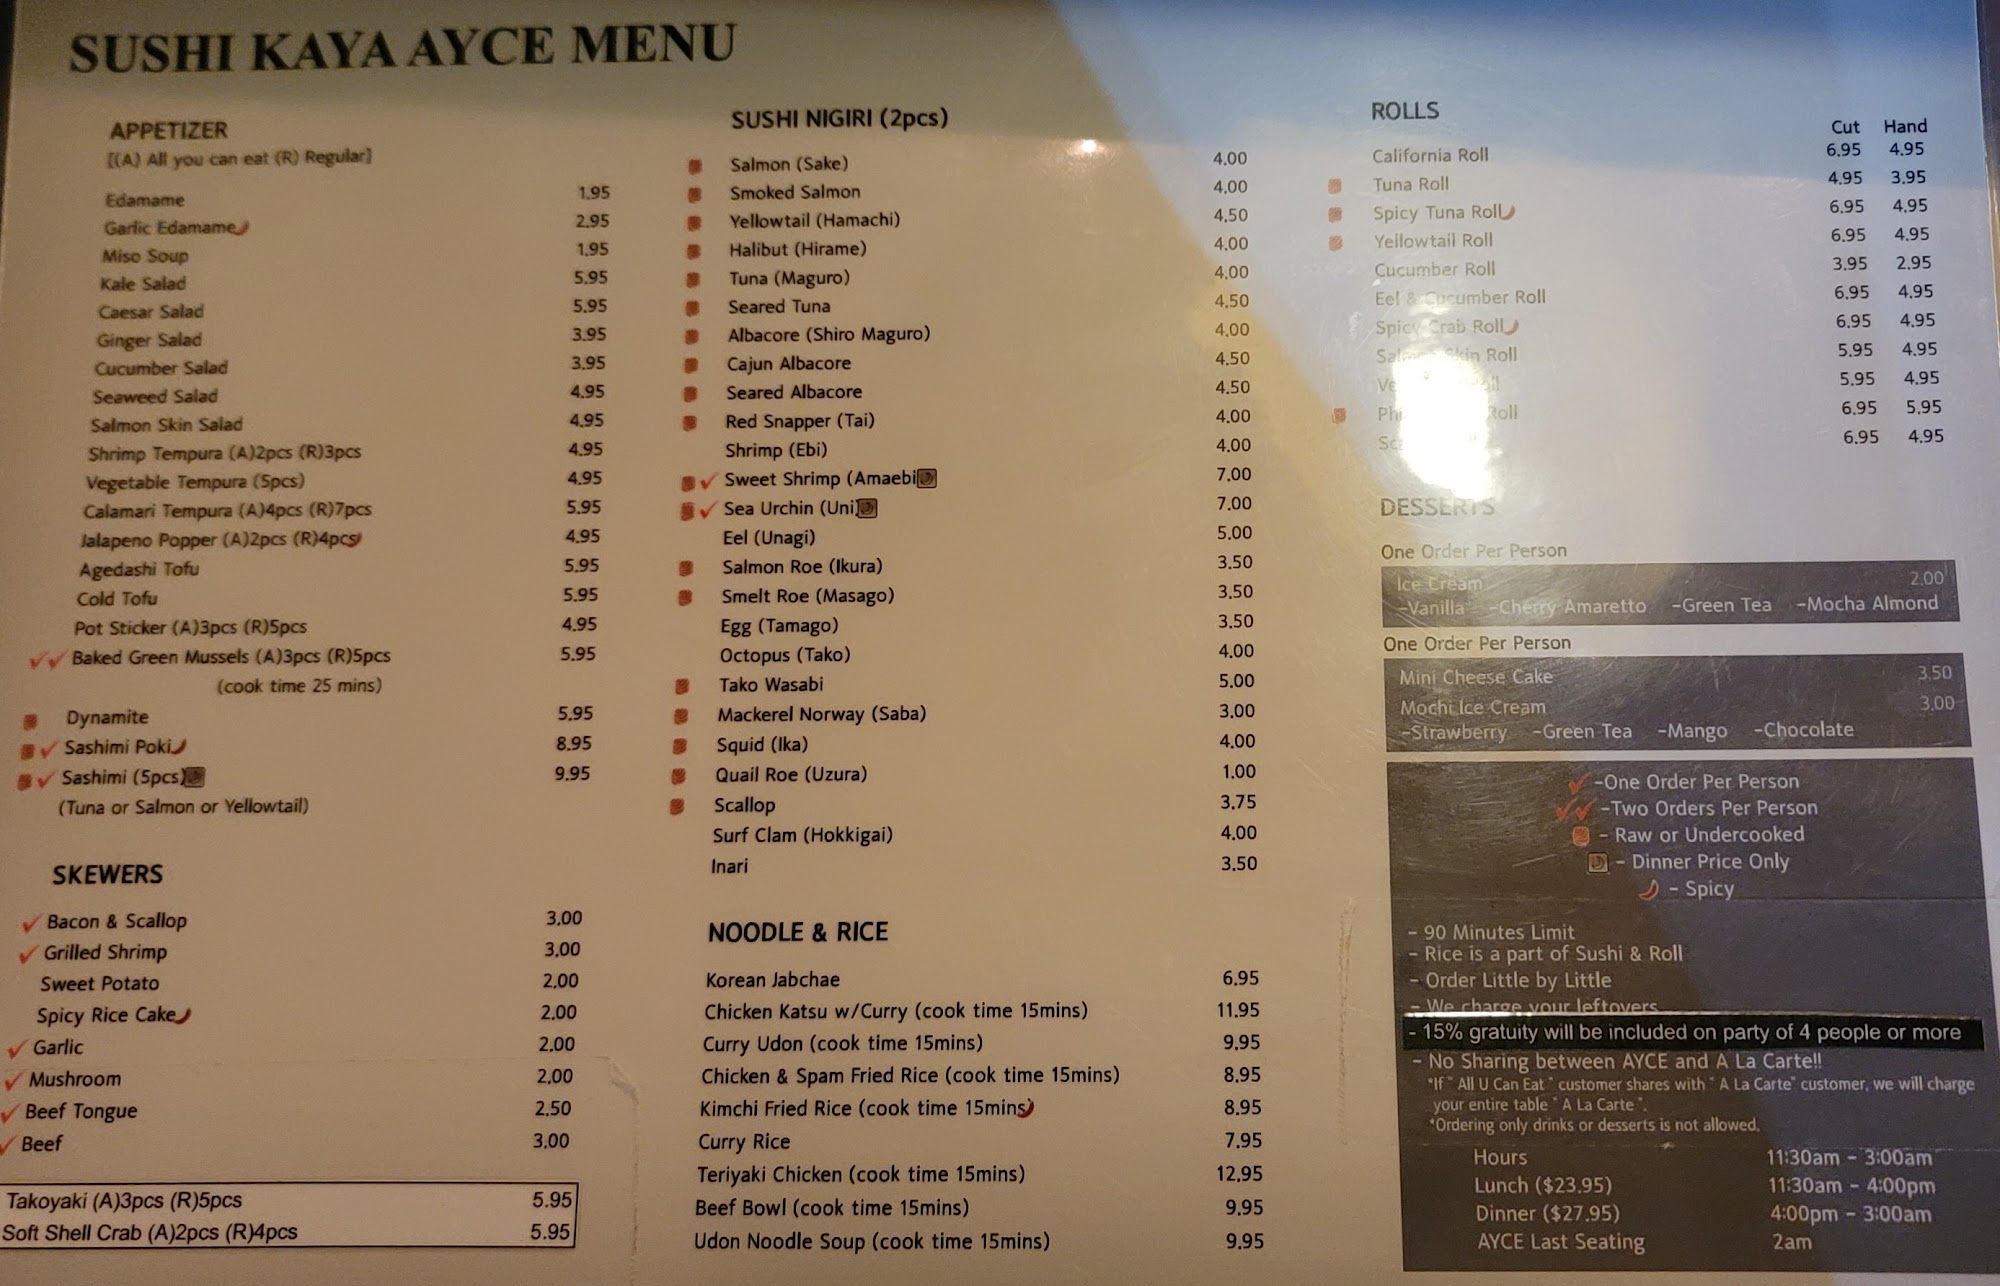 SUSHI KAYA AYCE MENU
APPETIZER
[(A) All you can eat (R) Regular]
Edamame 1.95
Garlic Edamame 2.95
Miso Soup 1.95
Kale Salad 5.95
Caesar Salad 5.95
Ginger Salad 3.95
Cucumber Salad 3.95
Seaweed Salad 4.95
Salmon Skin Salad 4.95
Shrimp Tempura (A)2pcs (R)3pcs 4.95
Vegetable Tempura (5pcs) 4.95
Calamari Tempura (A)4pcs (R)7pcs 5.95
Jalapeno Popper (A)2pcs (R)4pcs 4.95
Agedashi Tofu 5.95
Cold Tofu 5.95
Pot Sticker (A)3pcs (R)5pcs 4.95
Baked Green Mussels (A)3pcs (R)5pcs 5.95
(cook time 25 mins)
Dynamite 5.95
Sashimi Poki 8.95
Sashimi (5pcs) 9.95
(Tuna or Salmon or Yellowtail)
SKEWERS
Bacon & Scallop 3.00
Grilled Shrimp 3.00
Sweet Potato 2.00
Spicy Rice Cake 2.00
Garlic 2.00
Mushroom 2.00
Beef Tongue 2.50
Beef 3.00
Takoyaki (A)3pcs (R)5pcs 5.95
Soft Shell Crab (A)2pcs (R)4pcs 5.95
SUSHI NIGIRI (2pcs)
Salmon (Sake) 4.00
Smoked Salmon 4.00
Yellowtail (Hamachi) 4.50
Halibut (Hirame) 4.00
Tuna (Maguro) 4.00
Seared Tuna 4.50
Albacore (Shiro Maguro) 4.00
Cajun Albacore 4.50
Seared Albacore 4.50
Red Snapper (Tai) 4.00
Shrimp (Ebi) 4.00
Sweet Shrimp (Amaebi 7.00
Sea Urchin (Uni) 7.00
Eel (Unagi) 5.00
Salmon Roe (Ikura) 3.50
Smelt Roe (Masago) 3.50
Egg (Tamago) 3.50
Octopus (Tako) 4.00
Tako Wasabi 5.00
Mackerel Norway (Saba) 3.00
Squid (Ika) 4.00
Quail Roe (Uzura) 1.00
Scallop 3.75
Surf Clam (Hokkigai) 4.00
Inari 3.50
NOODLE & RICE
Korean Jabchae 6.95
Chicken Katsu w/Curry (cook time 15mins) 11.95
Curry Udon (cook time 15mins) 9.95
Chicken & Spam Fried Rice (cook time 15mins) 8.95
Kimchi Fried Rice (cook time 15mins) 8.95
Curry Rice 7.95
Teriyaki Chicken (cook time 15mins) 12.95
Beef Bowl (cook time 15mins) 9.95
Udon Noodle Soup (cook time 15mins) 9.95
ROLLS
Cut Hand
California Roll 6.95 4.95
Tuna Roll 4.95 3.95
Spicy Tuna Roll 6.95 4.95
Yellowtail Roll 6.95 4.95
Cucumber Roll 3.95 2.95
Eel & Cucumber Roll 6.95 4.95
Spicy Crab Roll 6.95 4.95
Salmon Skin Roll 5.95 4.95
5.95 4.95
Roll 6.95 5.95
6.95 4.95
DESSERTS
One Order Per Person
Ice Cream 2.00
-Vanilla -Cherry Amaretto -Green Tea -Mocha Almond
One Order Per Person
Mini Cheese Cake 3.50
Mochi Ice Cream 3.00
-Strawberry -Green Tea -Mango -Chocolate
-One Order Per Person
-Two Orders Per Person
- Raw or Undercooked
- Dinner Price Only
- Spicy
- 90 Minutes Limit
- Rice is a part of Sushi & Roll
- Order Little by Little
- We charge your leftovers
- 15% gratuity will be included on party of 4 people or more
- No Sharing between AYCE and A La Carte!!
*If " All U Can Eat " customer shares with " A La Carte" customer, we will charge
your entire table " A La Carte ".
*Ordering only drinks or desserts is not allowed.
Hours 11:30am - 3:00am
Lunch ($23.95) 11:30am - 4:00pm
Dinner ($27.95) 4:00pm - 3:00am
AYCE Last Seating 2am